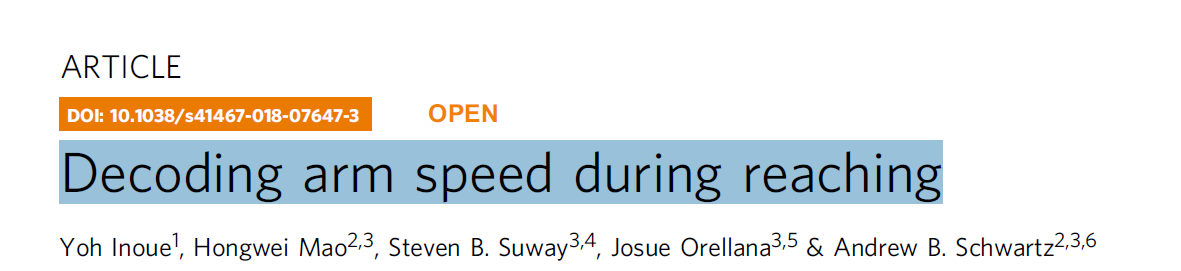 ARTICLE
DOI: 10.1038/s41467-018-07647-3 OPEN
Decoding arm speed during reaching
Yoh Inoue1, Hongwei Mao2,3, Steven B. Suway3,4, Josue Orellana3,5 & Andrew B. Schwartz2,3,6